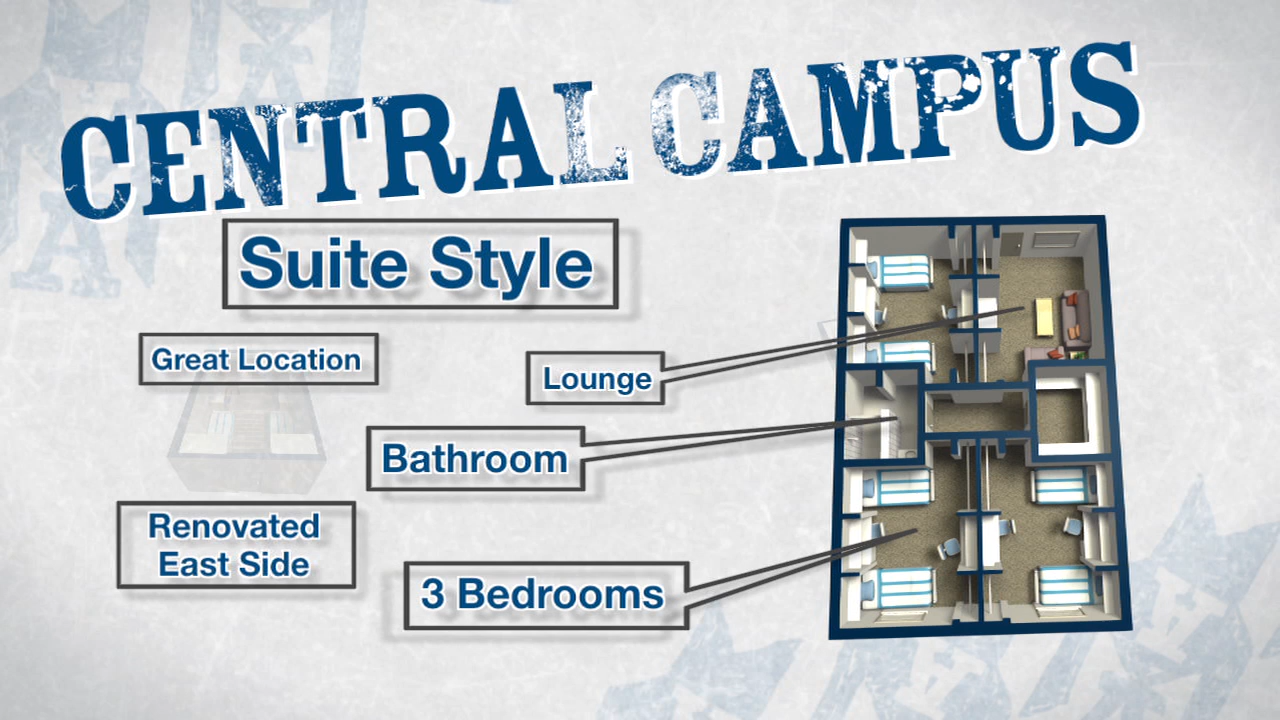 CENTRAL CAMPUS
Suite Style
Great Location
Lounge
Bathroom
Renovated
East Side
3 Bedrooms